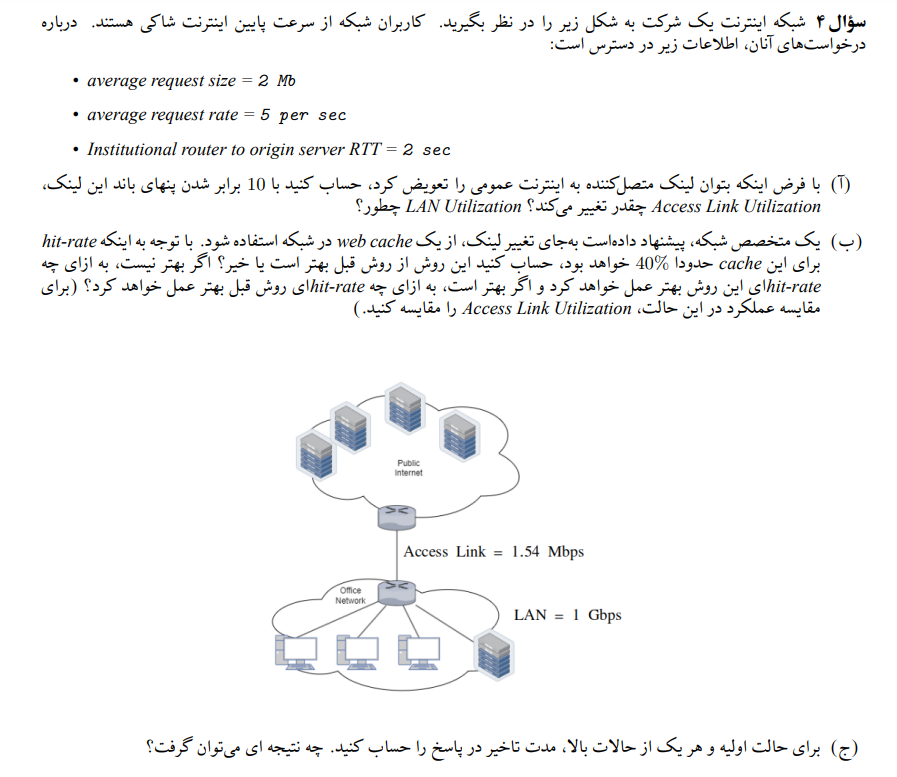 سؤال ۴ شبکه اینترنت یک شرکت به شکل زیر را در نظر بگیرید. کاربران شبکه از سرعت پایین اینترنت شاکی هستند. درباره
درخواست‌های آنان، اطلاعات زیر در دسترس است:
• average request size = 2 Mb
• average request rate = 5 per sec
• Institutional router to origin server RTT = 2 sec
(آ) با فرض اینکه بتوان لینک متصل‌کننده به اینترنت عمومی را تعویض کرد، حساب کنید با 10 برابر شدن پنهای باند این لینک،
Access Link Utilization چقدر تغییر می‌کند؟ LAN Utilization چطور؟
(ب) یک متخصص شبکه، پیشنهاد داده‌است به‌جای تغییر لینک، از یک web cache در شبکه استفاده شود. با توجه به اینکه hit-rate
برای این cache حدودا %40 خواهد بود، حساب کنید این روش از روش قبل بهتر است یا خیر؟ اگر بهتر نیست، به ازای چه
hit-rateای این روش بهتر عمل خواهد کرد و اگر بهتر است، به ازای چه hit-rateای روش قبل بهتر عمل خواهد کرد؟ (برای
مقایسه عملکرد در این حالت، Access Link Utilization را مقایسه کنید.)
Public
Internet
Access Link = 1.54 Mbps
Office
Network
LAN = 1 Gbps
(ج) برای حالت اولیه و هر یک از حالات بالا، مدت تاخیر در پاسخ را حساب کنید. چه نتیجه ای می‌توان گرفت؟